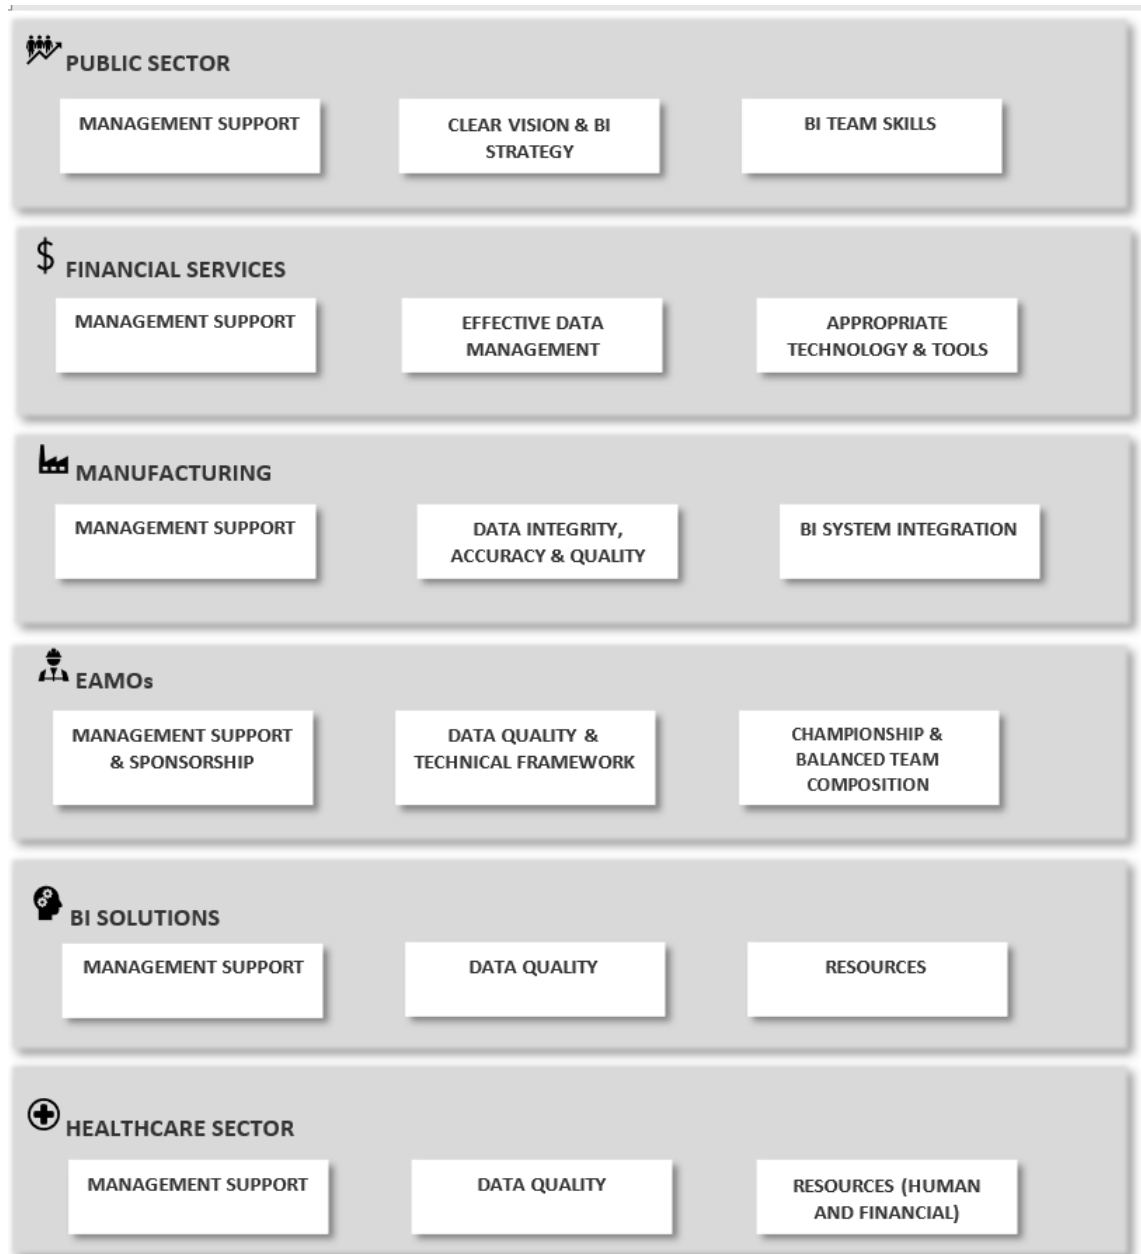 PUBLIC SECTOR
MANAGEMENT SUPPORT
CLEAR VISION & BI
STRATEGY
BI TEAM SKILLS
FINANCIAL SERVICES
MANAGEMENT SUPPORT
EFFECTIVE DATA
MANAGEMENT
APPROPRIATE
TECHNOLOGY & TOOLS
MANUFACTURING
MANAGEMENT SUPPORT
DATA INTEGRITY,
ACCURACY & QUALITY
BI SYSTEM INTEGRATION
EAMOs
MANAGEMENT SUPPORT
& SPONSORSHIP
DATA QUALITY &
TECHNICAL FRAMEWORK
CHAMPIONSHIP &
BALANCED TEAM
COMPOSITION
BI SOLUTIONS
MANAGEMENT SUPPORT
DATA QUALITY
RESOURCES
HEALTHCARE SECTOR
MANAGEMENT SUPPORT
DATA QUALITY
RESOURCES (HUMAN
AND FINANCIAL)